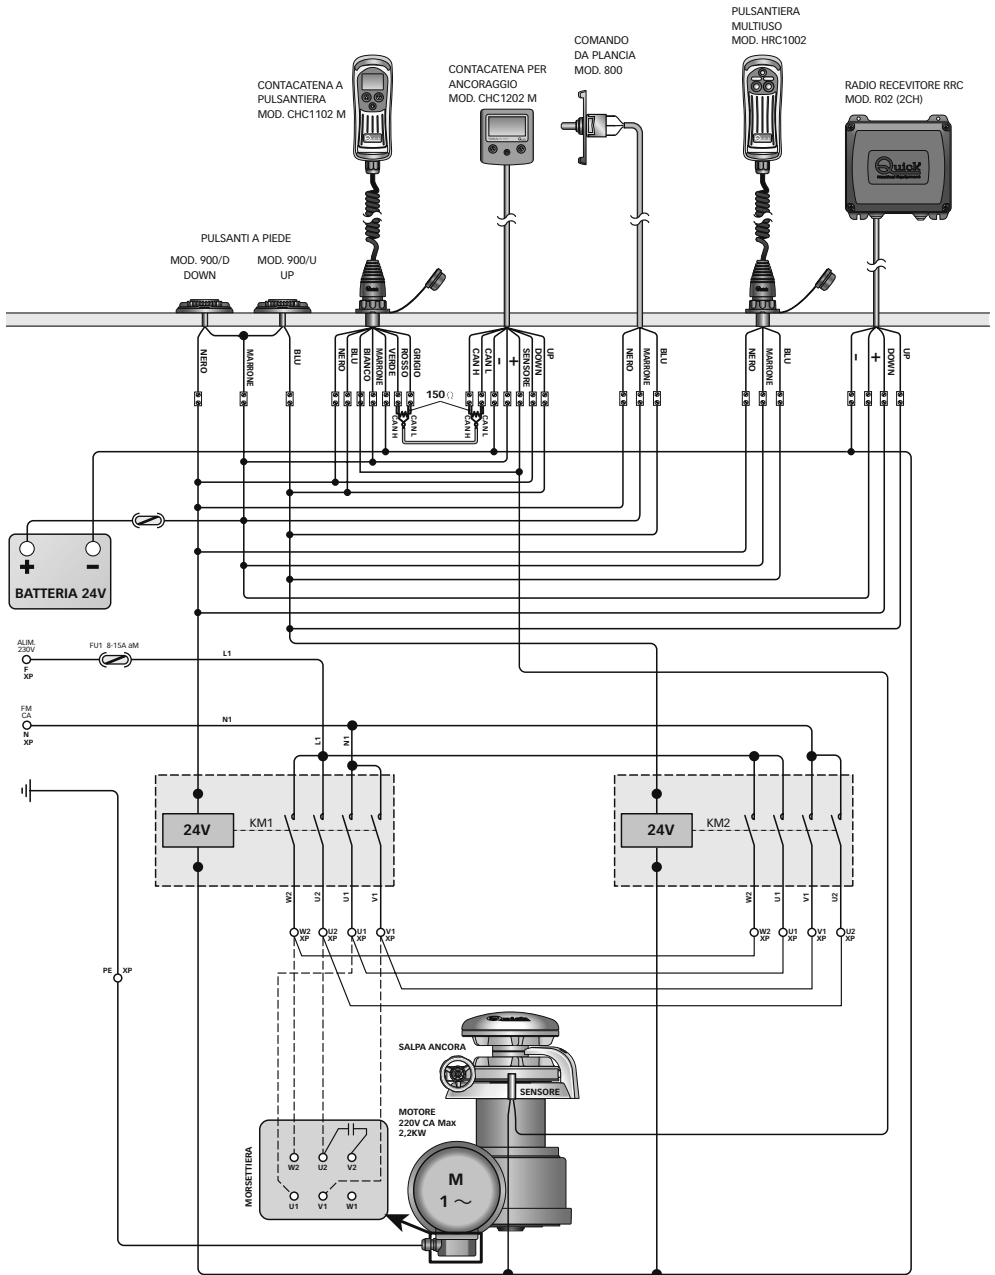 PULSANTIERA
MULTIUSO
MOD. HRC1002
COMANDO
DA PLANCIA
MOD. 800
CONTACATENA PER
ANCORAGGIO
MOD. CHC1202 M
CONTACATENA A
PULSANTIERA
MOD. CHC1102 M
RADIO RECEVITORE RRC
MOD. R02 (2CH)
Quick
PULSANTI A PIEDE
MOD. 900/D
DOWN
MOD. 900/U
UP
NERO
MARRONE
BLU
NERO
BLU
BIANCO
MARRONE
VERDE
ROSSO
GRIGIO
CAN H
CAN L
-
+
SENSORE
DOWN
UP
NERO
MARRONE
BLU
NERO
MARRONE
BLU
-
+
DOWN
UP
150 Ω
CAN H
CAN L
CAN H
CAN L
+ -
BATTERIA 24V
ALIM.
230V
F
XP
FU1 8-15A aM
L1
FM
CA
N
XP
N1
L1
N1
24V
KM1
24V
KM2
W2
U2
U1
V1
W2
U1
V1
U2
W2
XP
U2
XP
U1
XP
V1
XP
W2
XP
U1
XP
V1
XP
U2
XP
PE XP
SALPA ANCORA
SENSORE
MOTORE
220V CA Max
2,2KW
MORSETTIERA
W2 U2 V2
U1 V1 W1
M
1 ~